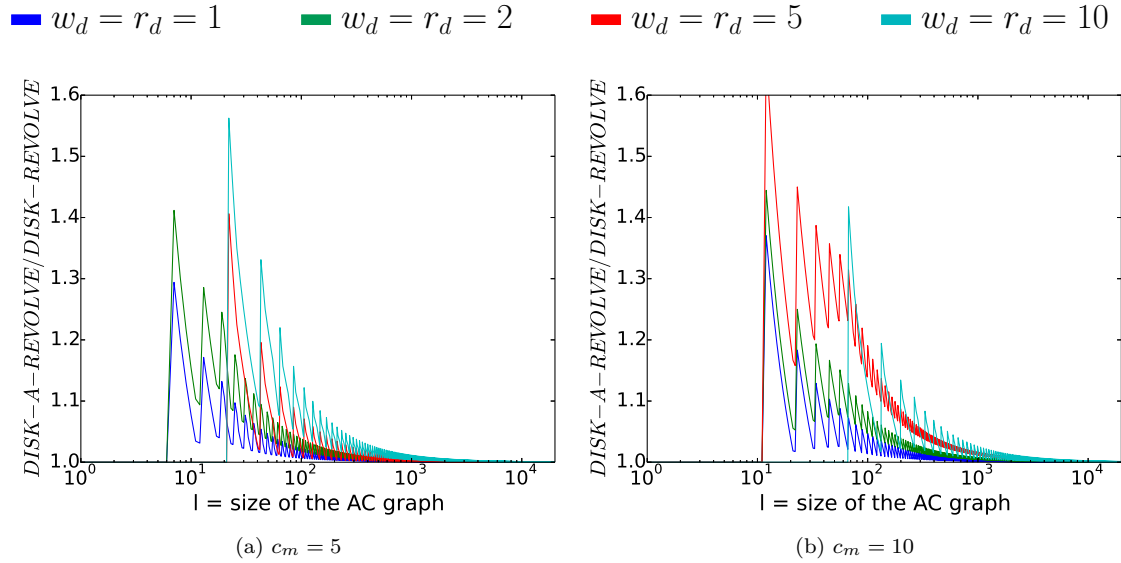 w_d = r_d = 1 w_d = r_d = 2 w_d = r_d = 5 w_d = r_d = 10
DISK−A−REVOLVE/DISK−REVOLVE
1.6
1.5
1.4
1.3
1.2
1.1
1.0
10^0 10^1 10^2 10^3 10^4
l = size of the AC graph
(a) c_m = 5
DISK−A−REVOLVE/DISK−REVOLVE
1.6
1.5
1.4
1.3
1.2
1.1
1.0
10^0 10^1 10^2 10^3 10^4
l = size of the AC graph
(b) c_m = 10